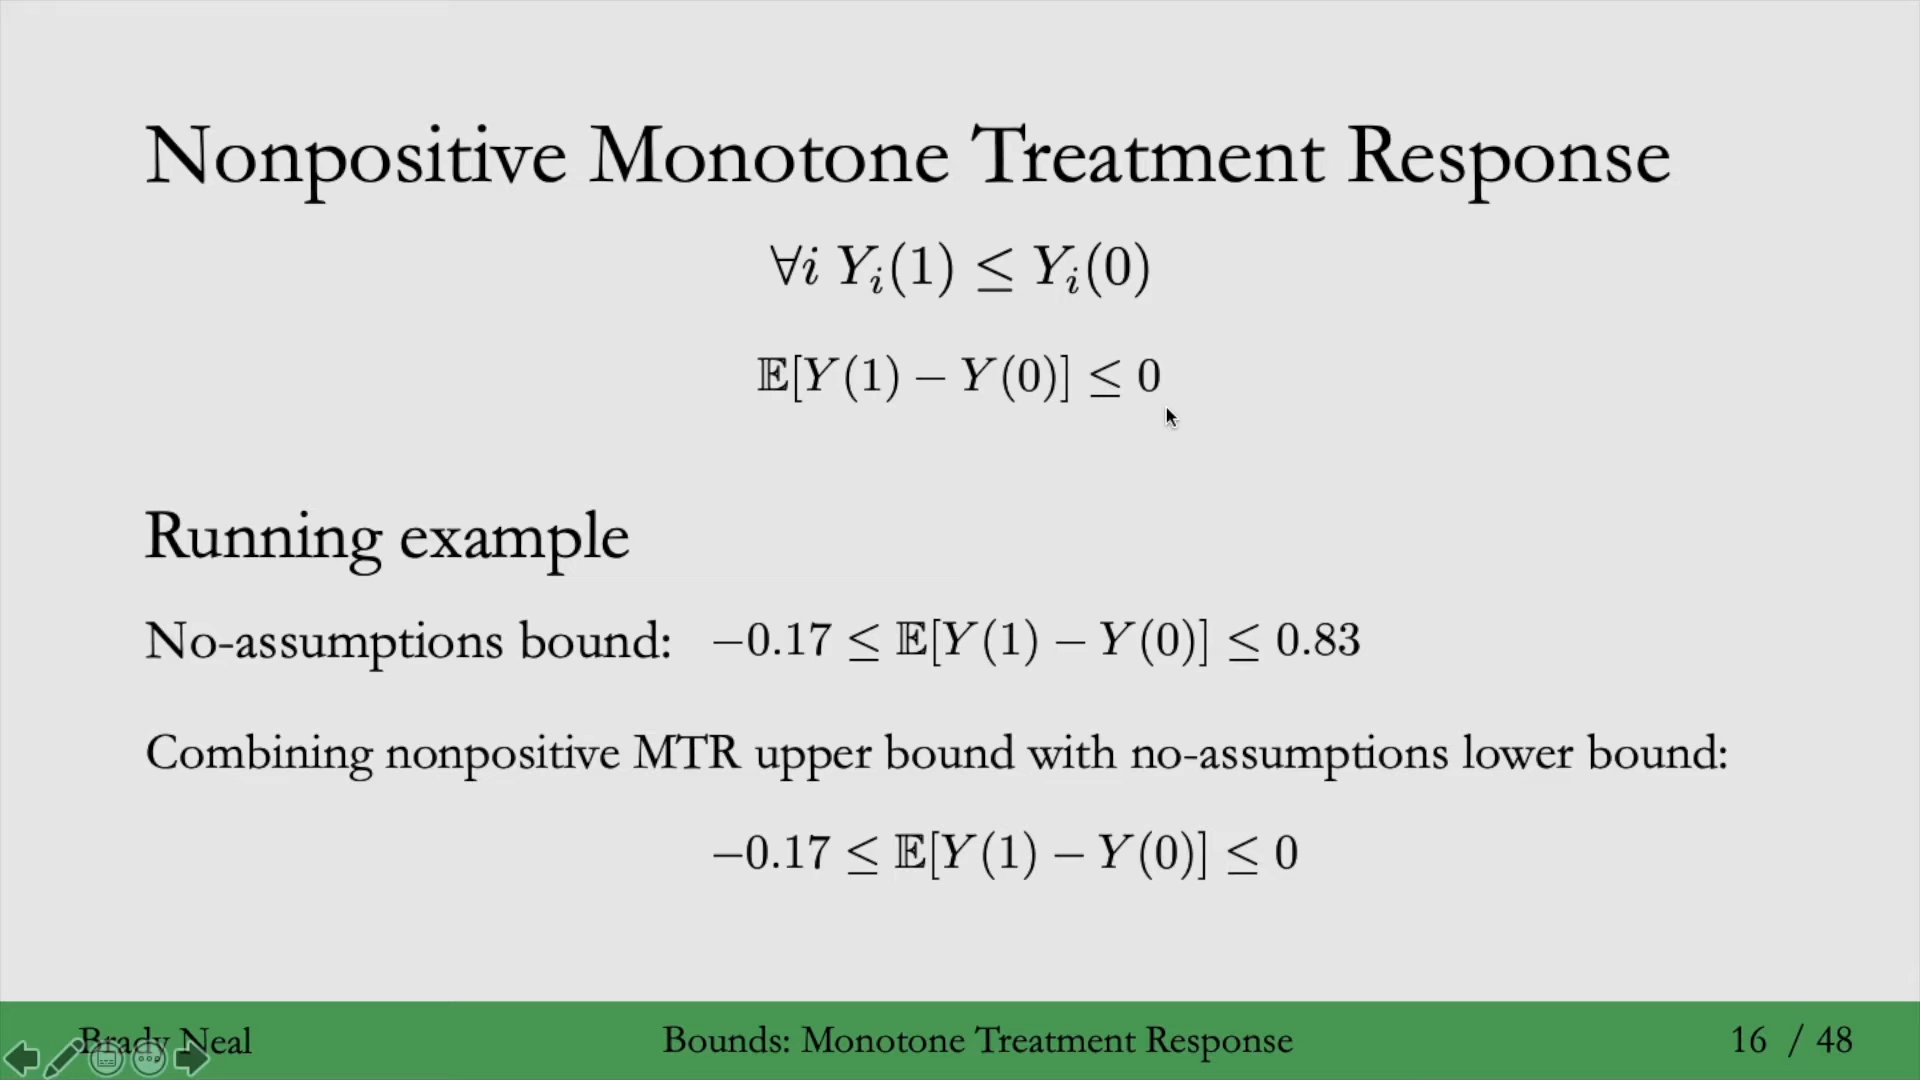 Nonpositive Monotone Treatment Response
∀i Yᵢ(1) ≤ Yᵢ(0)
𝔼[Y(1) − Y(0)] ≤ 0
Running example
No-assumptions bound: −0.17 ≤ 𝔼[Y(1) − Y(0)] ≤ 0.83
Combining nonpositive MTR upper bound with no-assumptions lower bound:
−0.17 ≤ 𝔼[Y(1) − Y(0)] ≤ 0
Brady Neal Bounds: Monotone Treatment Response 16 / 48